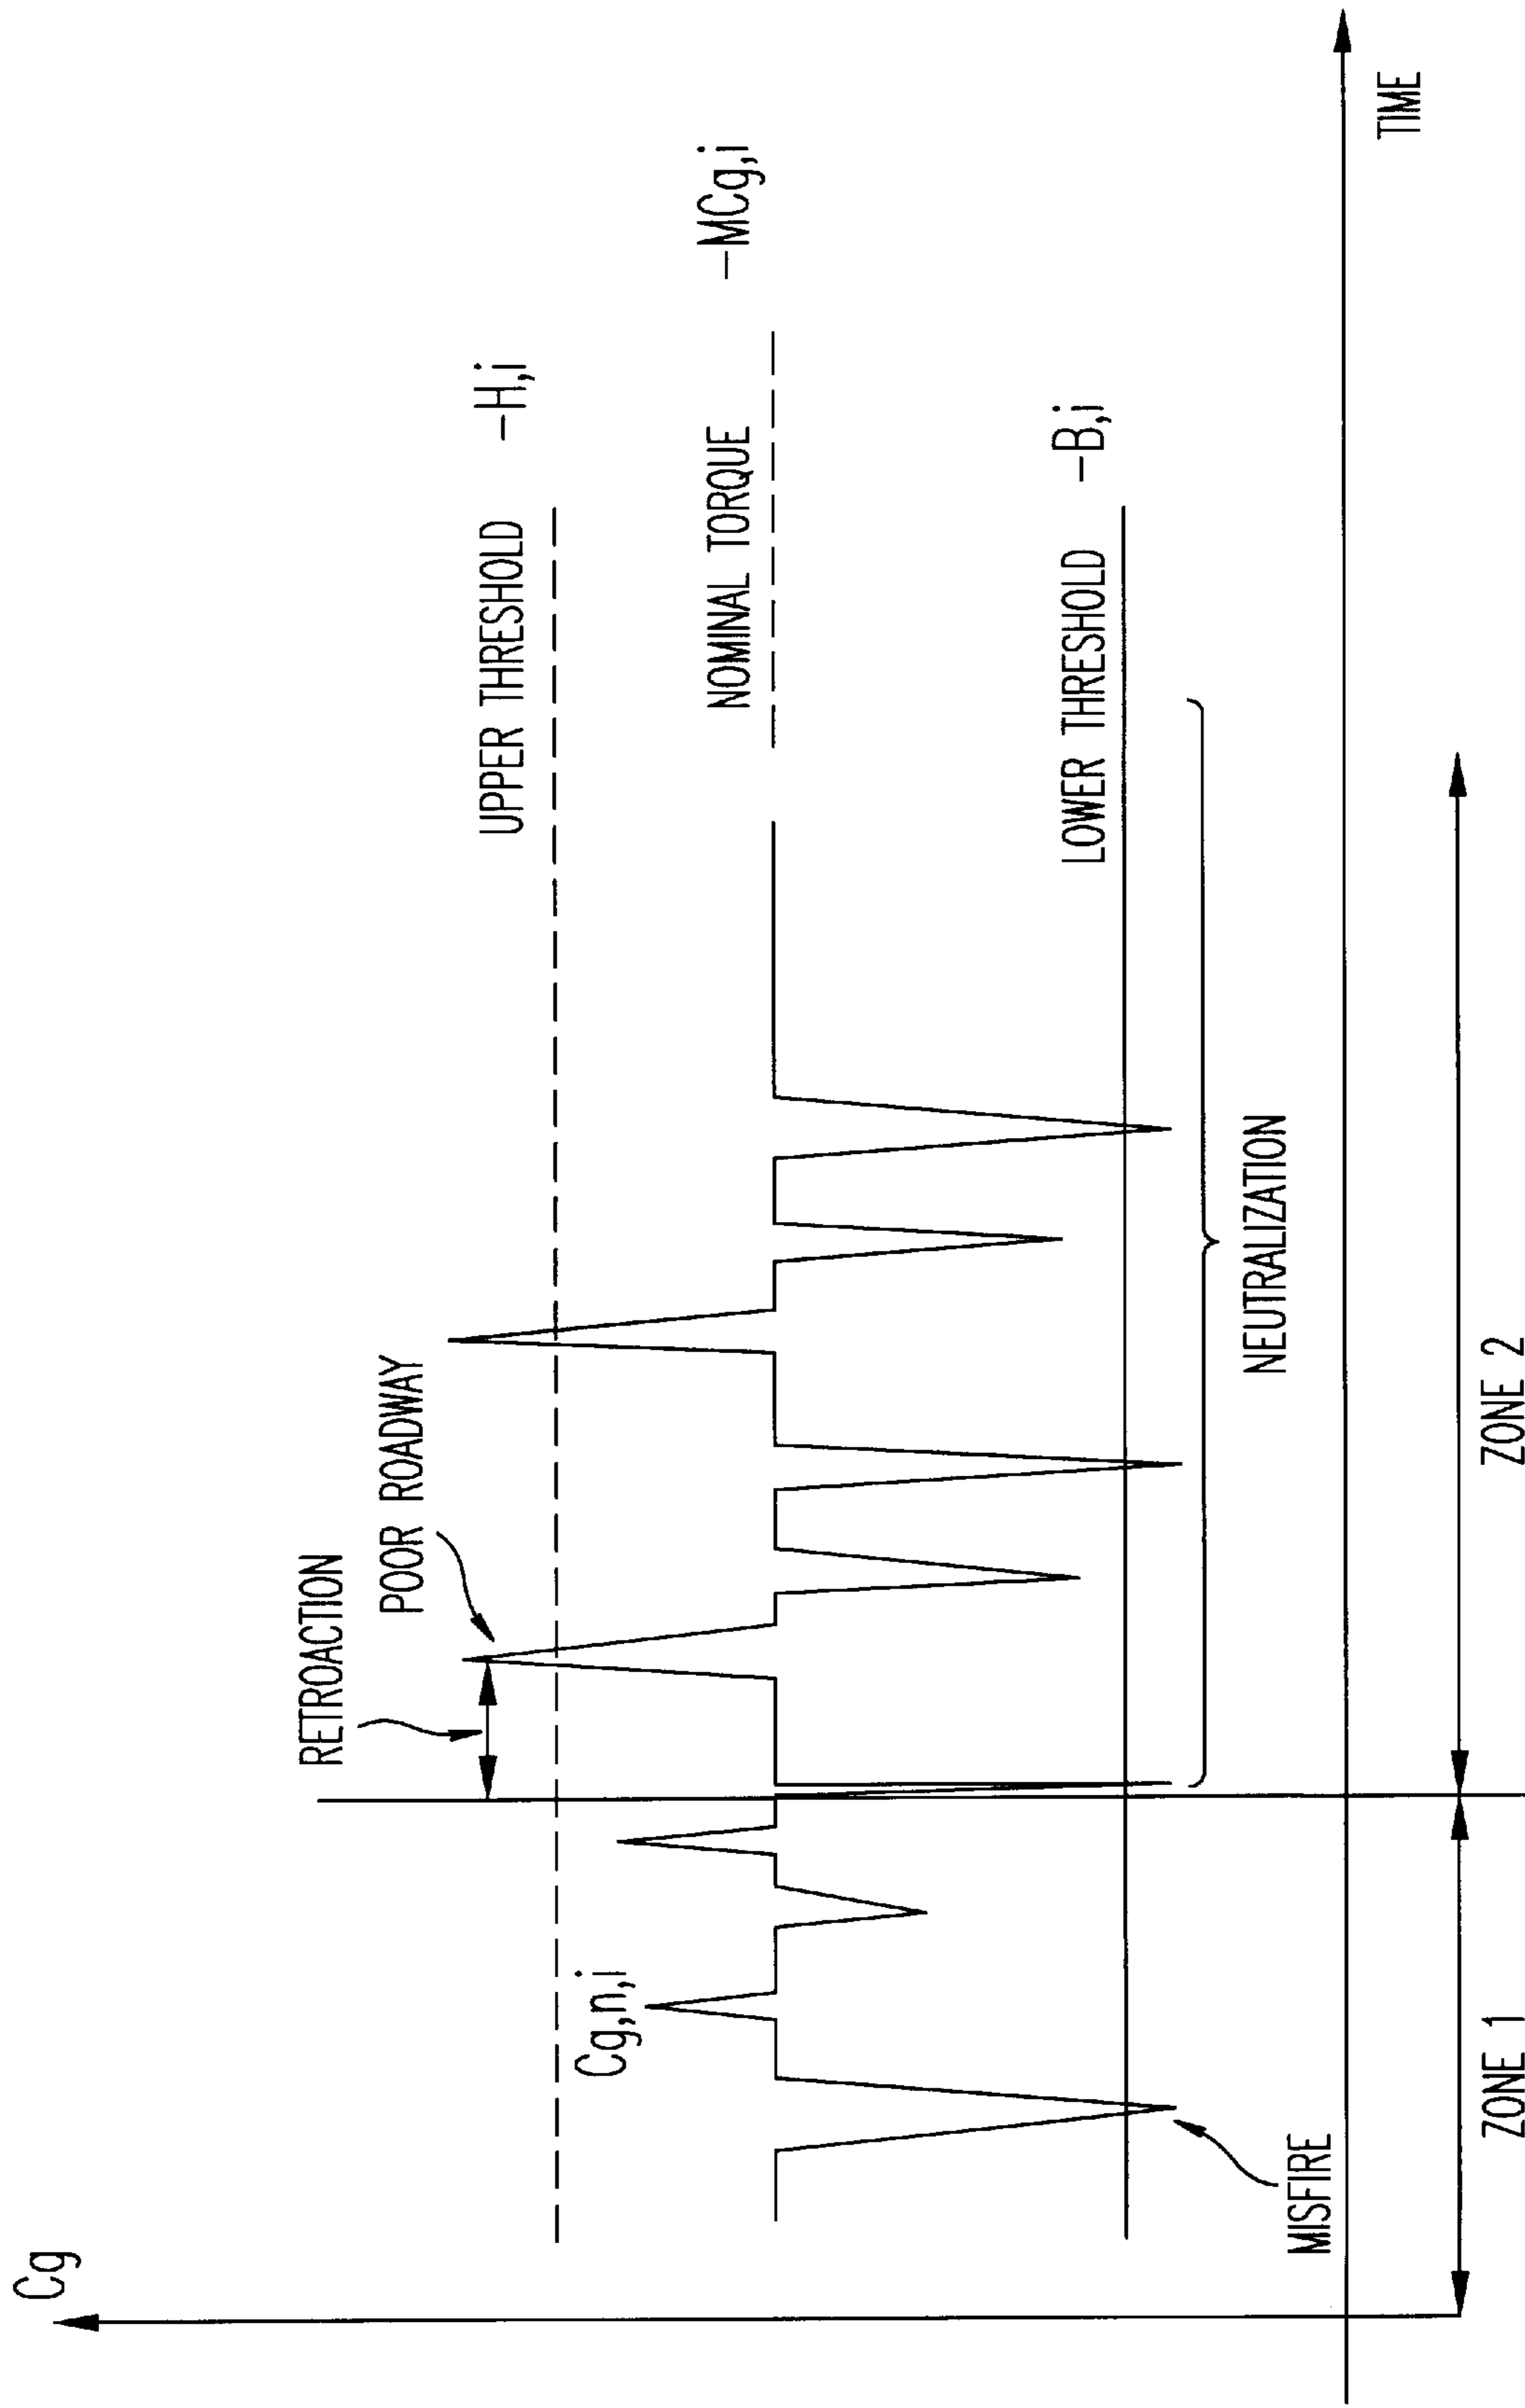 Cg
RETROACTION
POOR ROADWAY
UPPER THRESHOLD -H,i
Cg,n,i
NOMINAL TORQUE -MCg,i
LOWER THRESHOLD -B,i
MISFIRE
NEUTRALIZATION
TIME
ZONE 1
ZONE 2